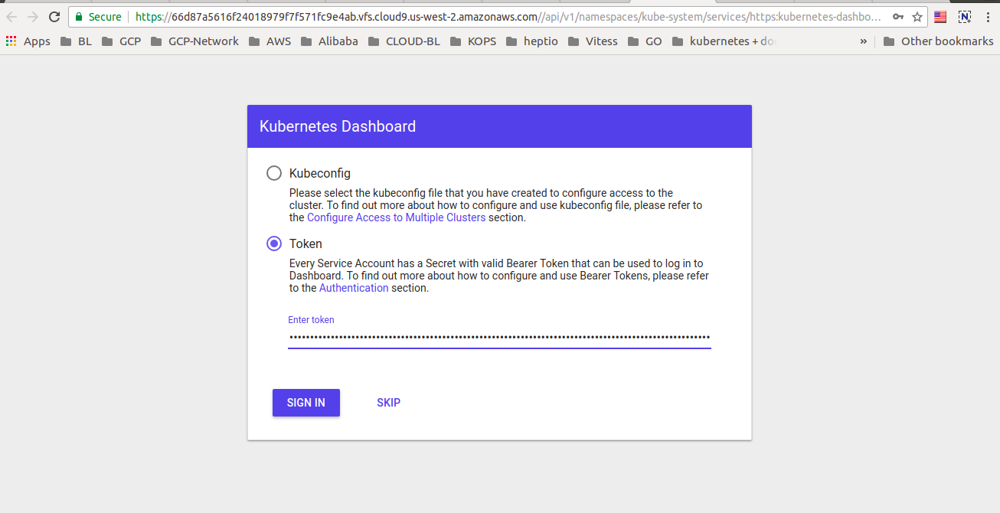 Secure https://66d87a5616f24018979f7f571fc9e4ab.vfs.cloud9.us-west-2.amazonaws.com//api/v1/namespaces/kube-system/services/https:kubernetes-dashbo...
Apps BL GCP GCP-Network AWS Alibaba CLOUD-BL KOPS heptio Vitess GO kubernetes + do » Other bookmarks
Kubernetes Dashboard
Kubeconfig
Please select the kubeconfig file that you have created to configure access to the
cluster. To find out more about how to configure and use kubeconfig file, please refer to
the Configure Access to Multiple Clusters section.
Token
Every Service Account has a Secret with valid Bearer Token that can be used to log in to
Dashboard. To find out more about how to configure and use Bearer Tokens, please refer
to the Authentication section.
Enter token
SIGN IN SKIP